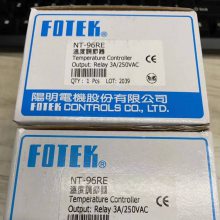 FOTEK
NT-96RE
溫度調節器
Temperature Controller
Output: Relay 3A/250VAC
QTY: 1 Pcs LOT: 2039
陽明電機股份有限公司
FOTEK CONTROLS CO., LTD.
FOTEK
NT-96RE
溫度調節器
Temperature Controller
Output: Relay 3A/250VAC